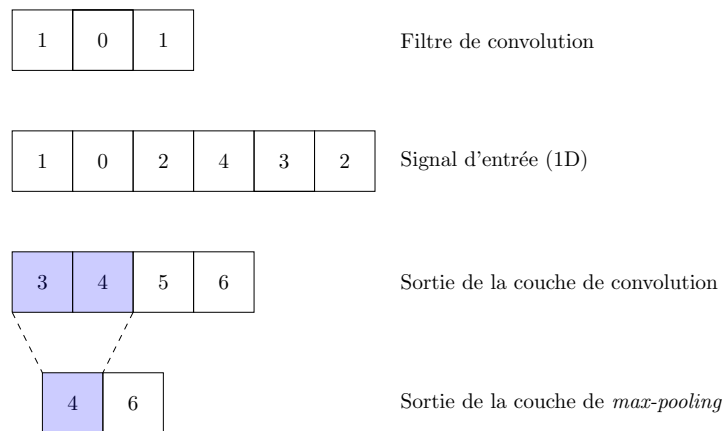 1 0 1 Filtre de convolution
1 0 2 4 3 2 Signal d'entrée (1D)
3 4 5 6 Sortie de la couche de convolution
4 6 Sortie de la couche de max-pooling